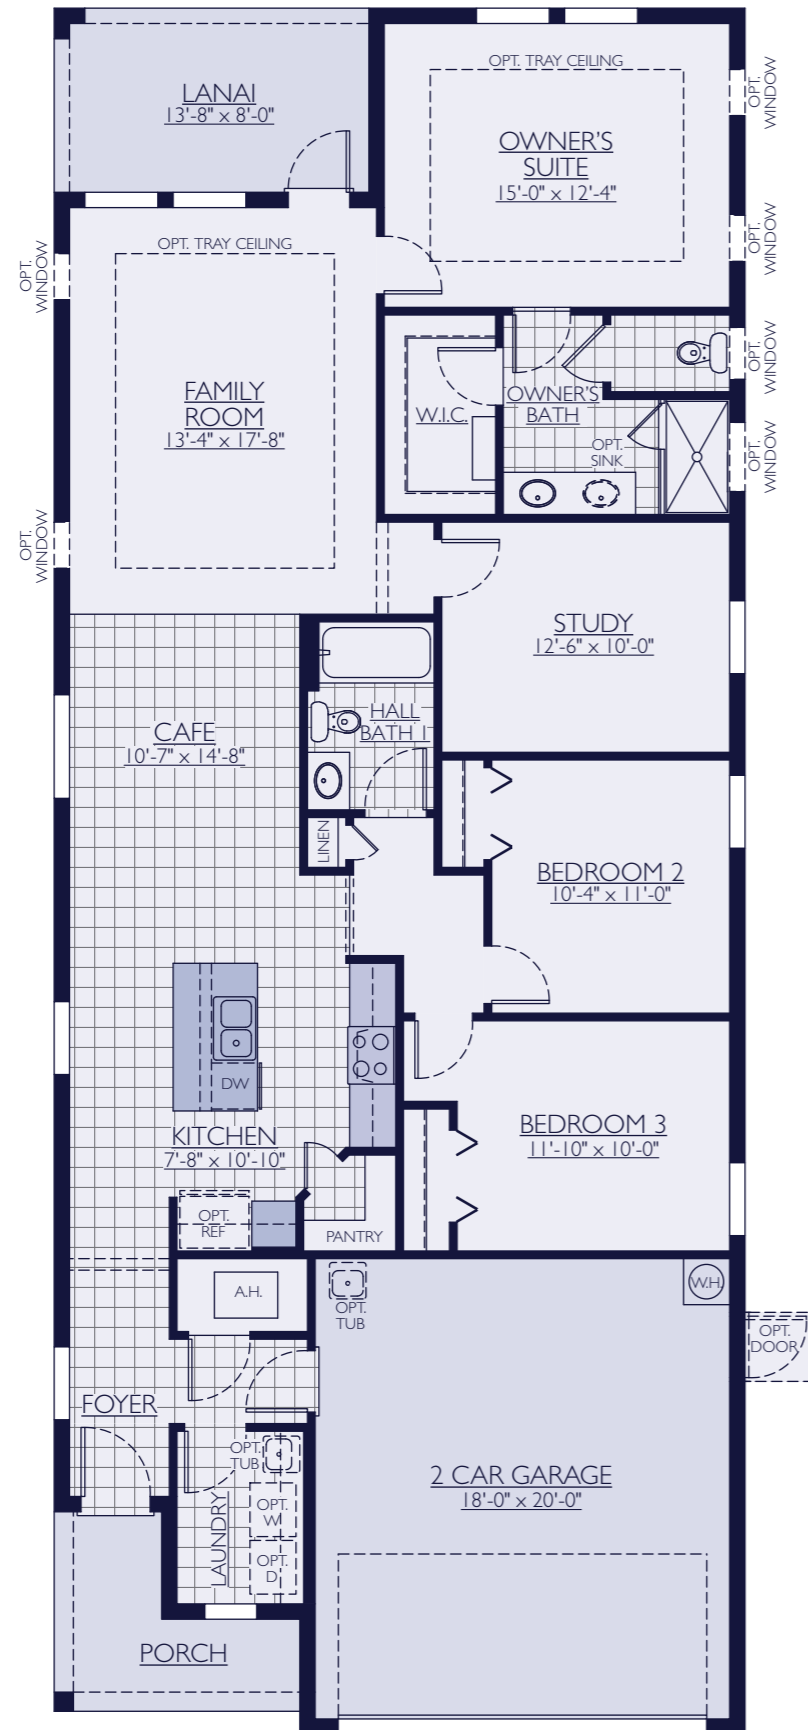 LANAI
13'-8" x 8'-0"
OPT. TRAY CEILING
OWNER'S
SUITE
15'-0" x 12'-4"
OPT.
WINDOW
OPT.
WINDOW
OPT. TRAY CEILING
OPT.
WINDOW
FAMILY
ROOM
13'-4" x 17'-8"
OPT.
WINDOW
W.I.C.
OWNER'S
BATH
OPT.
SINK
OPT.
WINDOW
OPT.
WINDOW
STUDY
12'-6" x 10'-0"
CAFE
10'-7" x 14'-8"
HALL
BATH 1
LINEN
BEDROOM 2
10'-4" x 11'-0"
DW
KITCHEN
7'-8" x 10'-10"
BEDROOM 3
11'-10" x 10'-0"
OPT.
REF
PANTRY
A.H.
OPT.
TUB
W.H.
OPT.
DOOR
FOYER
OPT.
TUB
LAUNDRY
OPT.
W
OPT.
D
2 CAR GARAGE
18'-0" x 20'-0"
PORCH